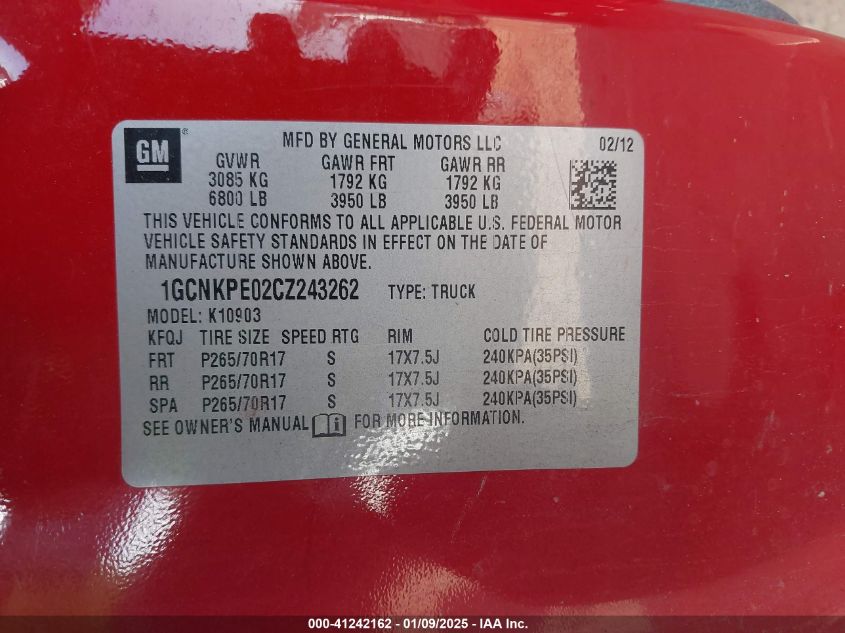 GM ®
MFD BY GENERAL MOTORS LLC 02/12
GVWR GAWR FRT GAWR RR
3085 KG 1792 KG 1792 KG
6800 LB 3950 LB 3950 LB
THIS VEHICLE CONFORMS TO ALL APPLICABLE U.S. FEDERAL MOTOR
VEHICLE SAFETY STANDARDS IN EFFECT ON THE DATE OF
MANUFACTURE SHOWN ABOVE.
1GCNKPE02CZ243262 TYPE: TRUCK
MODEL: K10903
KFQJ TIRE SIZE SPEED RTG RIM COLD TIRE PRESSURE
FRT P265/70R17 S 17X7.5J 240KPA(35PSI)
RR P265/70R17 S 17X7.5J 240KPA(35PSI)
SPA P265/70R17 S 17X7.5J 240KPA(35PSI)
SEE OWNER'S MANUAL FOR MORE INFORMATION.
000-41242162 - 01/09/2025 - IAA Inc.